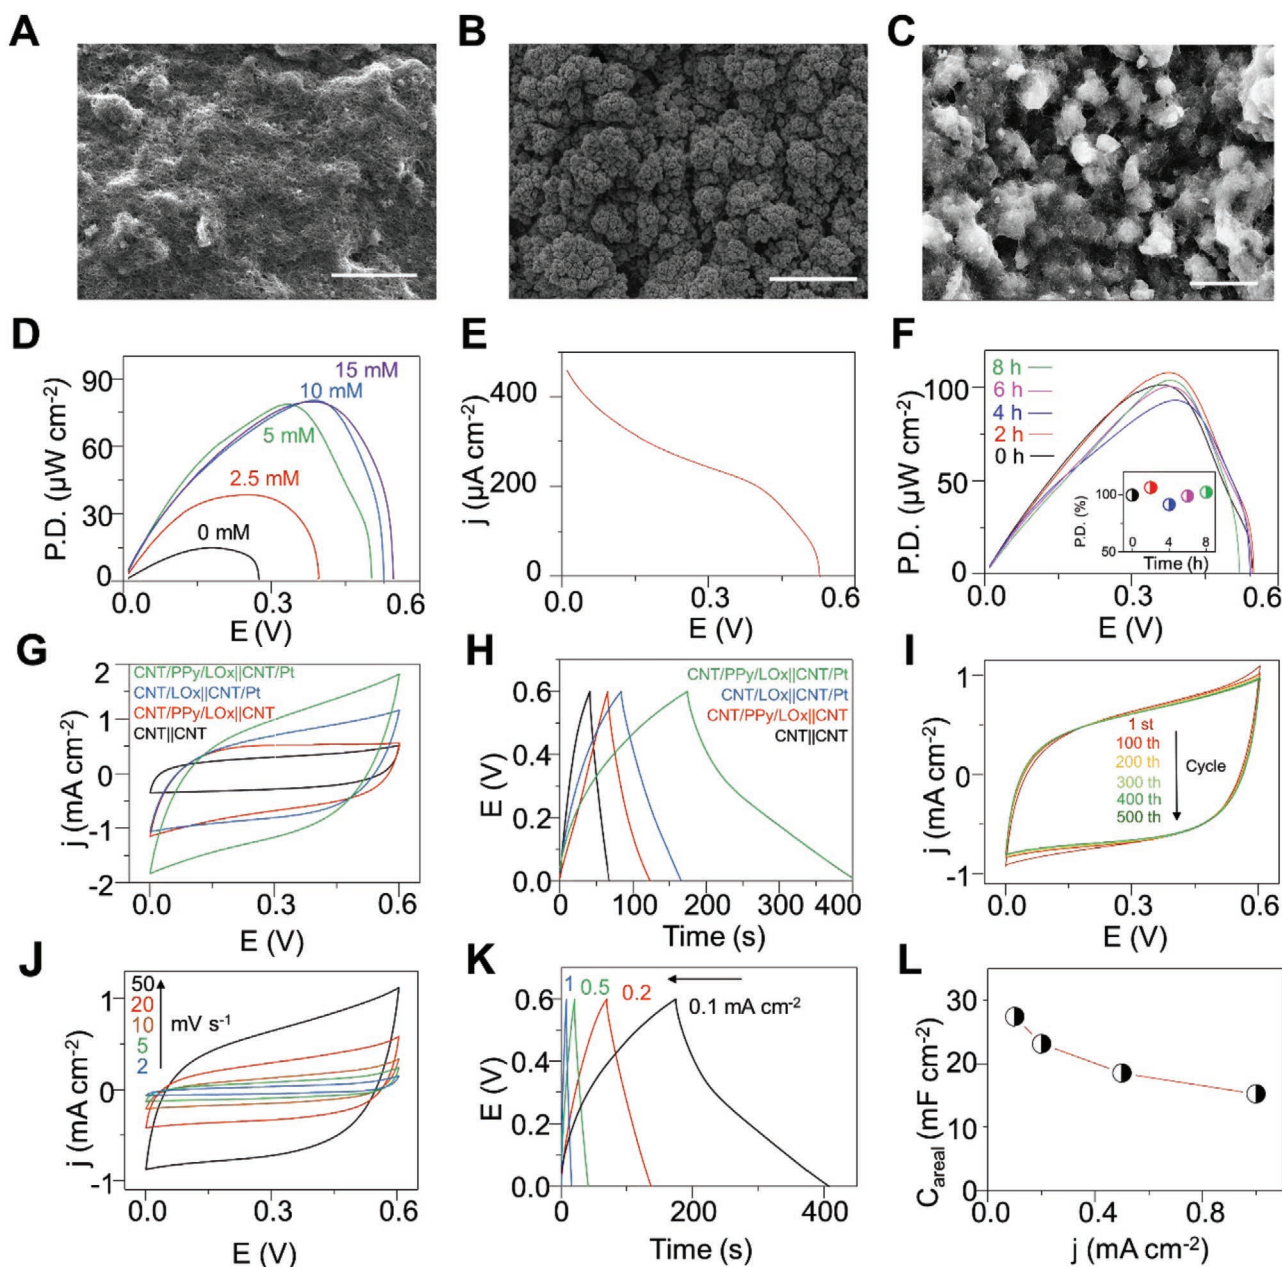 A
B
C
D
90
60
30
0
P.D. (µW cm⁻²)
15 mM
10 mM
5 mM
2.5 mM
0 mM
0.0
0.3
0.6
E (V)
E
400
200
0
j (µA cm⁻²)
0.0
0.3
0.6
E (V)
F
100
50
0
P.D. (µW cm⁻²)
8 h
6 h
4 h
2 h
0 h
100
50
P.D. (%)
0
4
8
Time (h)
0.0
0.3
0.6
E (V)
G
2
1
0
-1
-2
j (mA cm⁻²)
CNT/PPy/LOx||CNT/Pt
CNT/LOx||CNT/Pt
CNT/PPy/LOx||CNT
CNT||CNT
0.0
0.3
0.6
E (V)
H
0.6
0.4
0.2
0.0
E (V)
CNT/PPy/LOx||CNT/Pt
CNT/LOx||CNT/Pt
CNT/PPy/LOx||CNT
CNT||CNT
0
100
200
300
400
Time (s)
I
1
0
-1
j (mA cm⁻²)
1 st
100 th
200 th
300 th
400 th
500 th
Cycle
0.0
0.3
0.6
E (V)
J
1
0
-1
j (mA cm⁻²)
50
20
10
5
2
mV s⁻¹
0.0
0.3
0.6
E (V)
K
0.6
0.4
0.2
0.0
E (V)
1
0.5
0.2
0.1 mA cm⁻²
0
200
400
Time (s)
L
30
20
10
0
C_areal (mF cm⁻²)
0.0
0.4
0.8
j (mA cm⁻²)